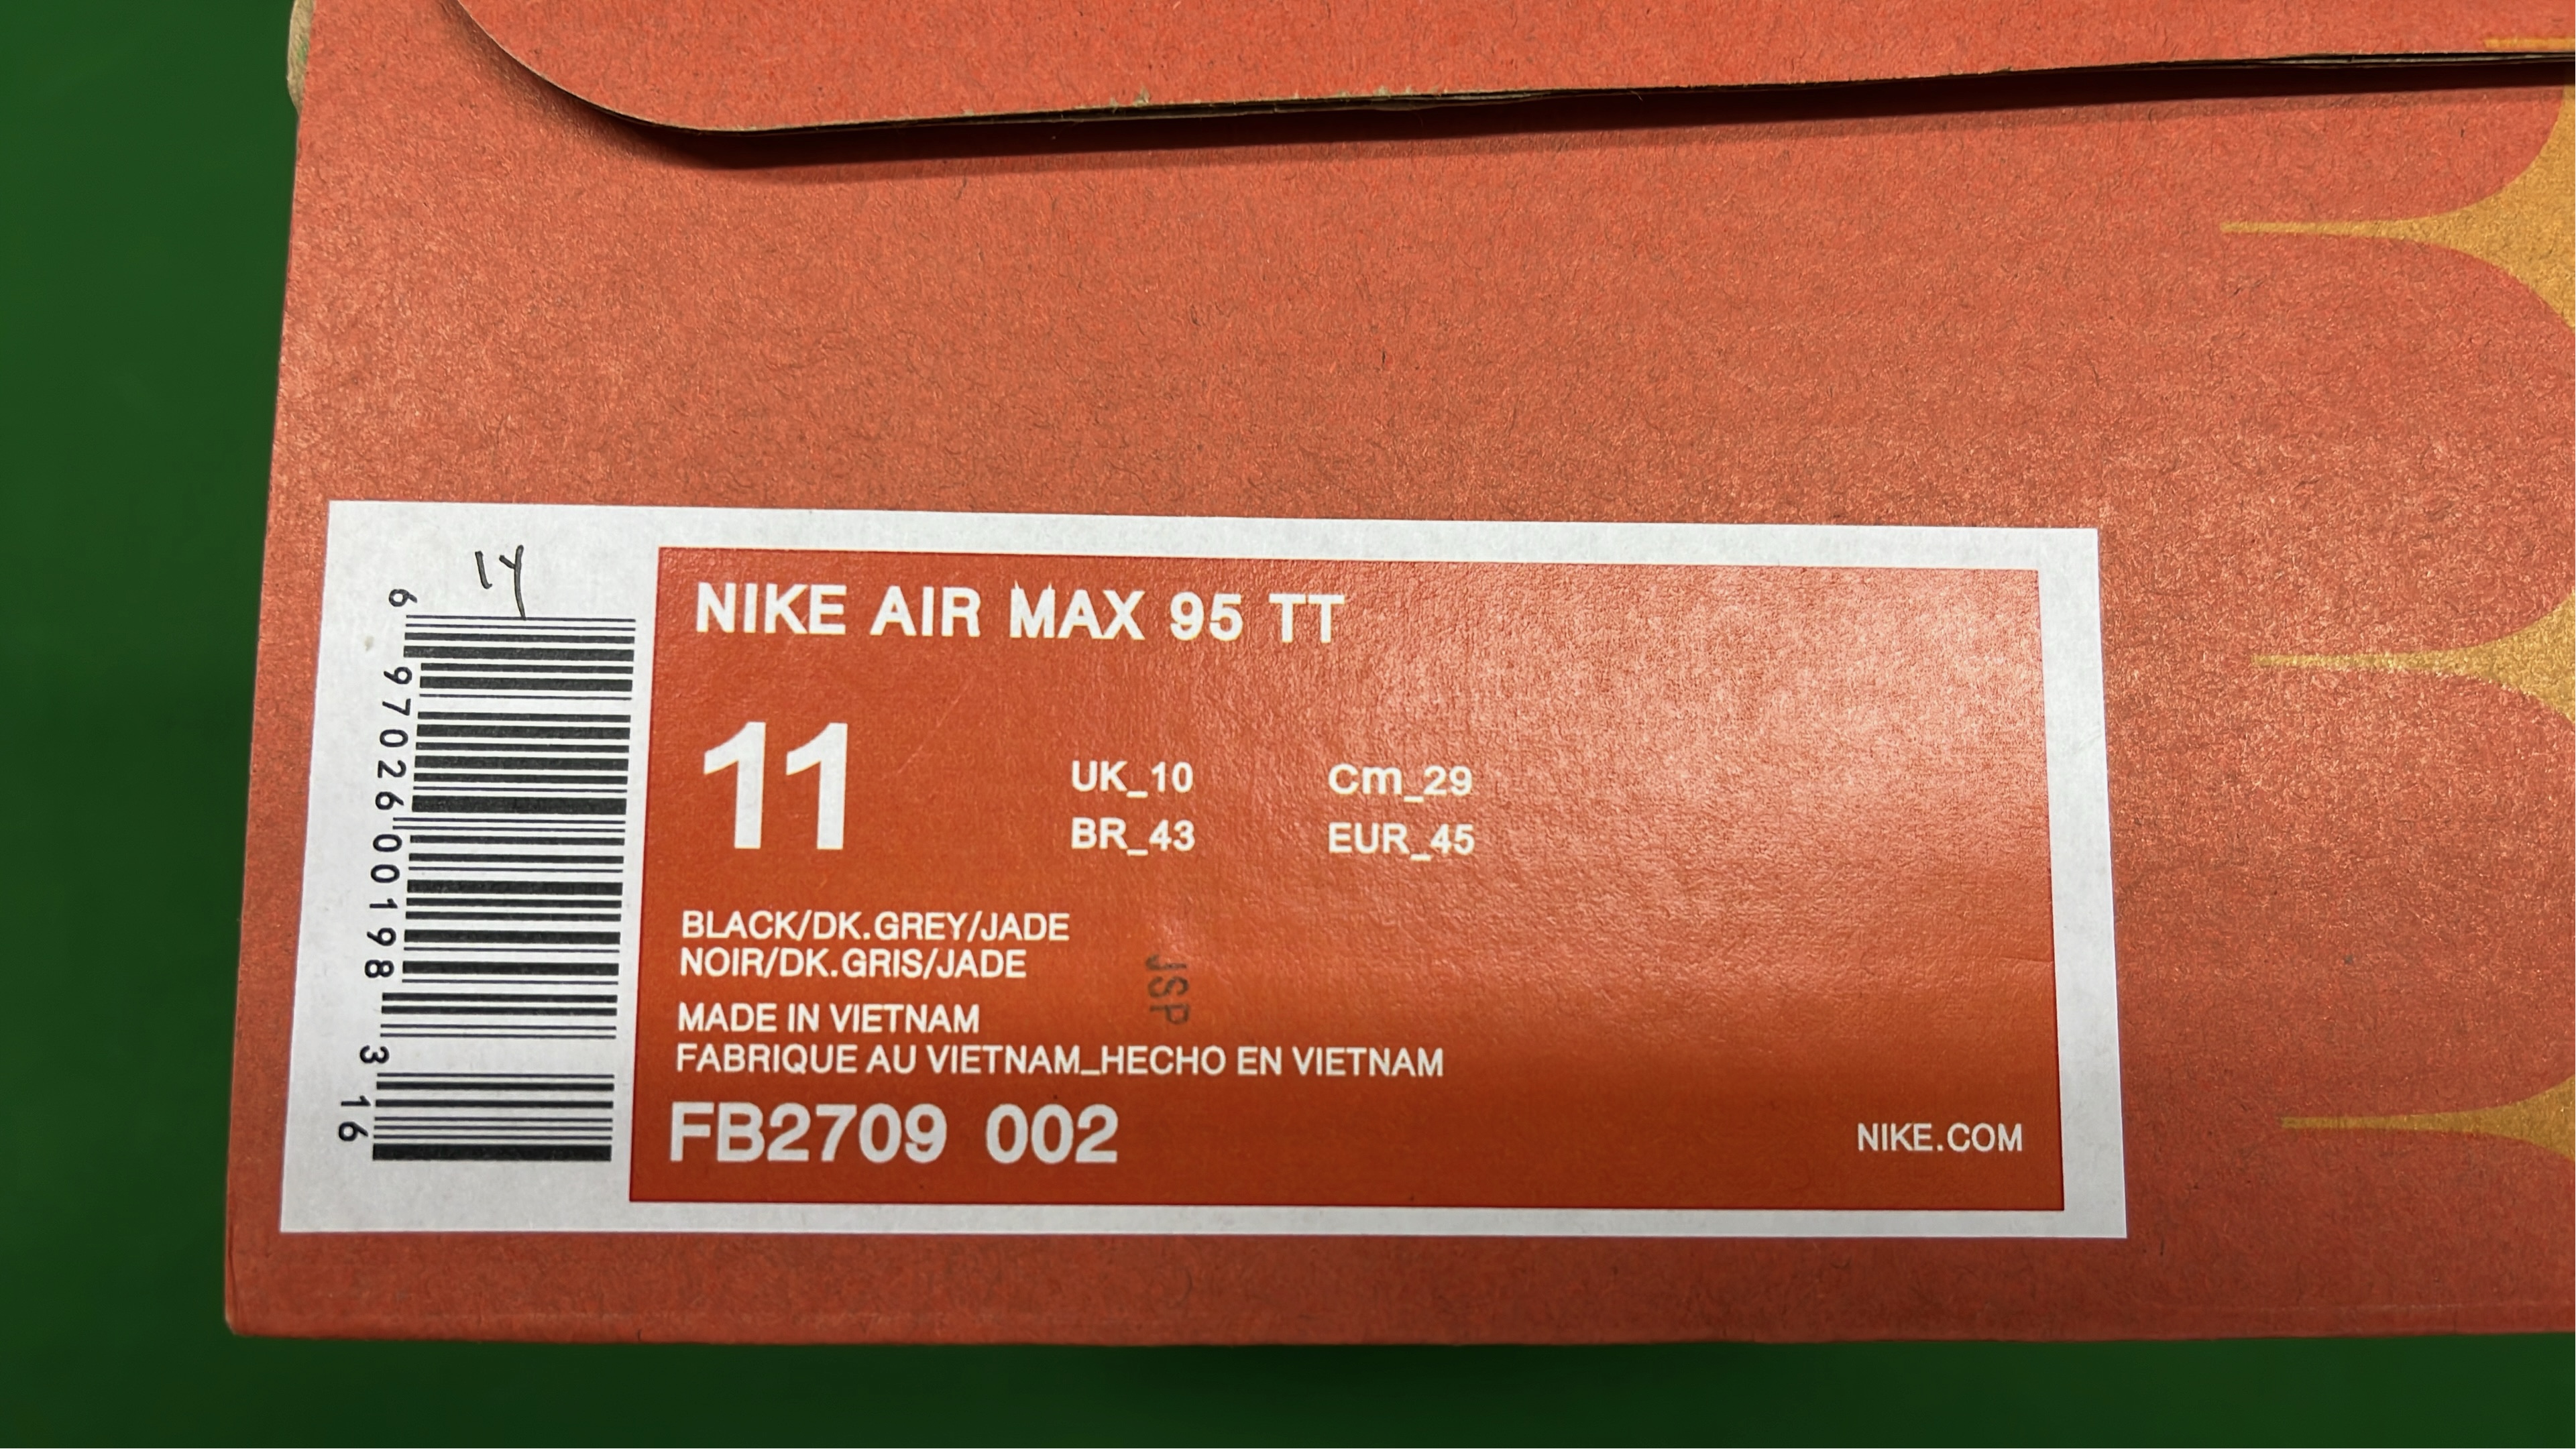 NIKE AIR MAX 95 TT
11
UK_10 Cm_29
BR_43 EUR_45
BLACK/DK.GREY/JADE
NOIR/DK.GRIS/JADE
JSP
MADE IN VIETNAM
FABRIQUE AU VIETNAM_HECHO EN VIETNAM
FB2709 002
NIKE.COM
6 97026 00198 3 16